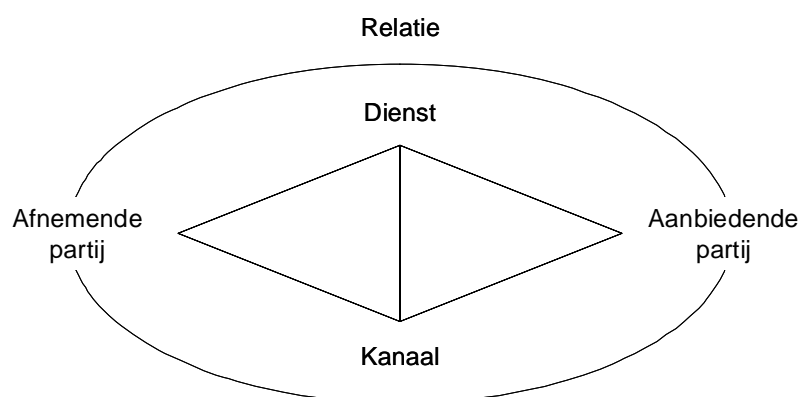 Relatie
Dienst
Afnemende
partij
Aanbiedende
partij
Kanaal